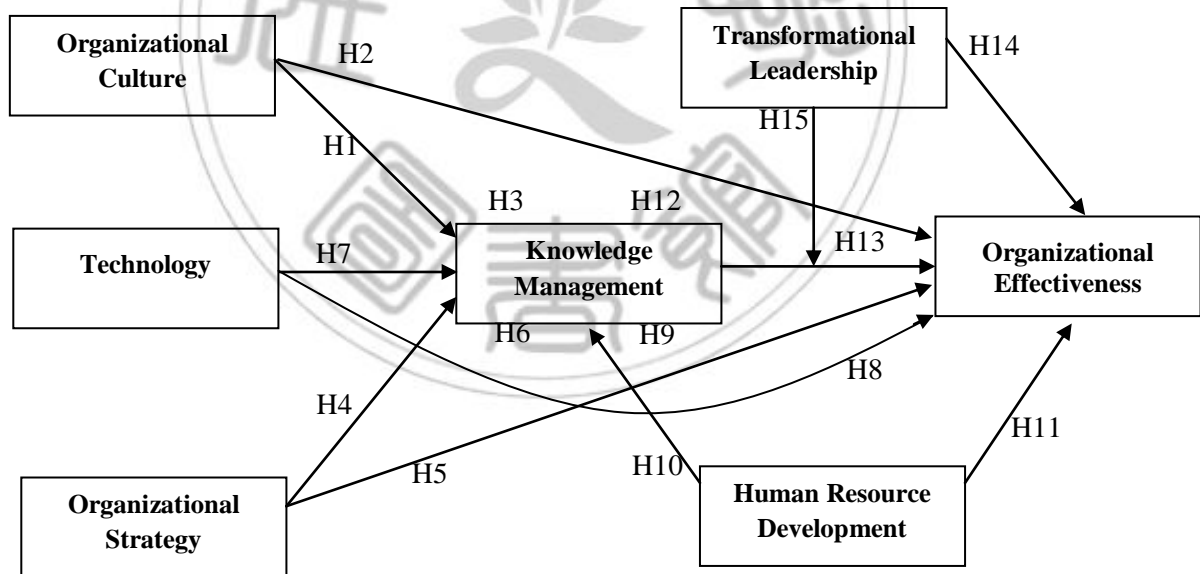 Organizational
Culture
H2
Transformational
Leadership
H14
H1
H15
H3
H12
Technology
H7
Knowledge
Management
H13
Organizational
Effectiveness
H6
H9
H4
H8
H5
H10
H11
Organizational
Strategy
Human Resource
Development